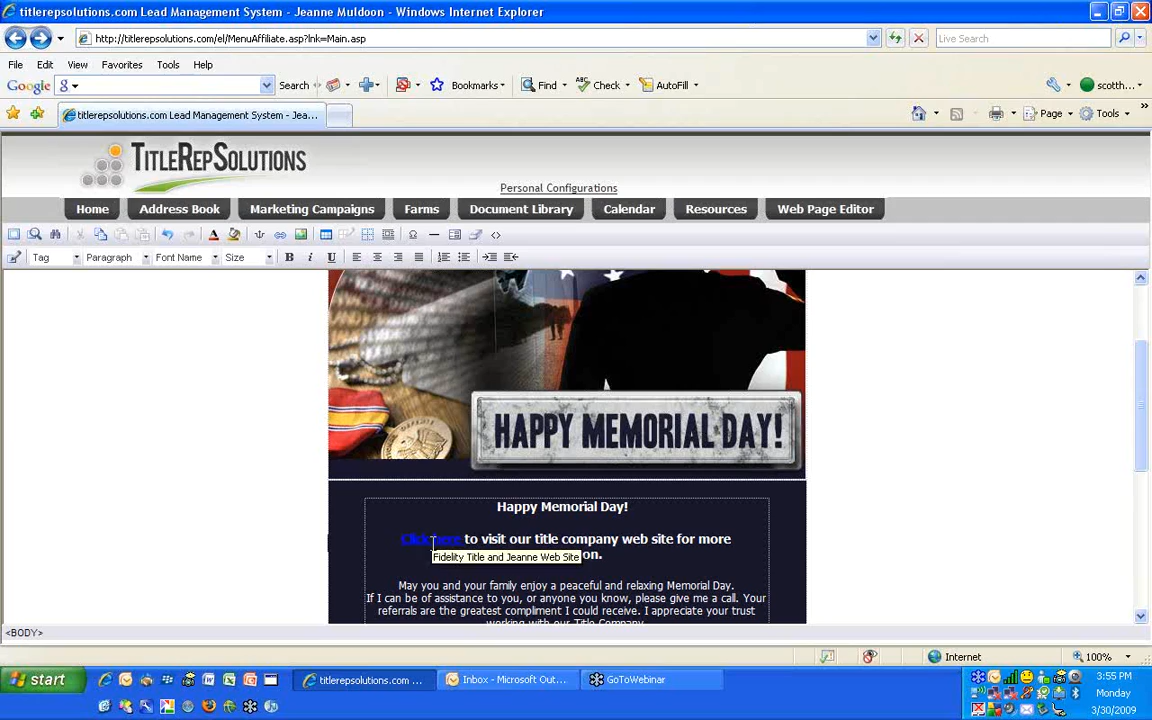 titlerepsolutions.com Lead Management System - Jeanne Muldoon - Windows Internet Explorer
http://titlerepsolutions.com/el/MenuAffiliate.asp?lnk=Main.asp
Live Search
File Edit View Favorites Tools Help
Google
Search
Bookmarks
Find
Check
AutoFill
scotth...
titlerepsolutions.com Lead Management System - Jea...
Page
Tools
TITLEREPSOLUTIONS
Personal Configurations
Home Address Book Marketing Campaigns Farms Document Library Calendar Resources Web Page Editor
Tag Paragraph Font Name Size B i U
HAPPY MEMORIAL DAY!
Happy Memorial Day!
Click here to visit our title company web site for more
on.
Fidelity Title and Jeanne Web Site
May you and your family enjoy a peaceful and relaxing Memorial Day.
If I can be of assistance to you, or anyone you know, please give me a call. Your
referrals are the greatest compliment I could receive. I appreciate your trust
working with our Title Company.
<BODY>
Internet
100%
start
titlerepsolutions.com ...
Inbox - Microsoft Out...
GoToWebinar
3:55 PM
Monday
3/30/2009